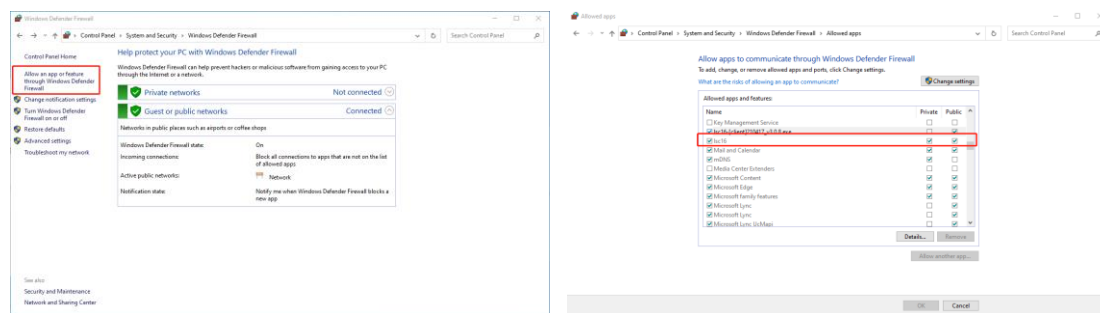 Windows Defender Firewall
Control Panel > System and Security > Windows Defender Firewall
Search Control Panel
Control Panel Home
Allow an app or feature
through Windows Defender
Firewall
Change notification settings
Turn Windows Defender
Firewall on or off
Restore defaults
Advanced settings
Troubleshoot my network
See also
Security and Maintenance
Network and Sharing Center
Help protect your PC with Windows Defender Firewall
Windows Defender Firewall can help prevent hackers or malicious software from gaining access to your PC
through the Internet or a network.
Private networks
Not connected
Guest or public networks
Connected
Networks in public places such as airports or coffee shops
Windows Defender Firewall state:
On
Incoming connections:
Block all connections to apps that are not on the list
of allowed apps
Active public networks:
Network
Notification state:
Notify me when Windows Defender Firewall blocks a
new app
Allowed apps
Control Panel > System and Security > Windows Defender Firewall > Allowed apps
Search Control Panel
Allow apps to communicate through Windows Defender Firewall
To add, change, or remove allowed apps and ports, click Change settings.
What are the risks of allowing an app to communicate?
Change settings
Allowed apps and features:
Name Private Public
Key Management Service
Mail and Calendar
mDNS
Media Center Extenders
Microsoft Content
Microsoft Edge
Microsoft family features
Microsoft Lync
Microsoft Lync
Microsoft Lync UcMapi
Details...
Remove
Allow another app...
OK
Cancel